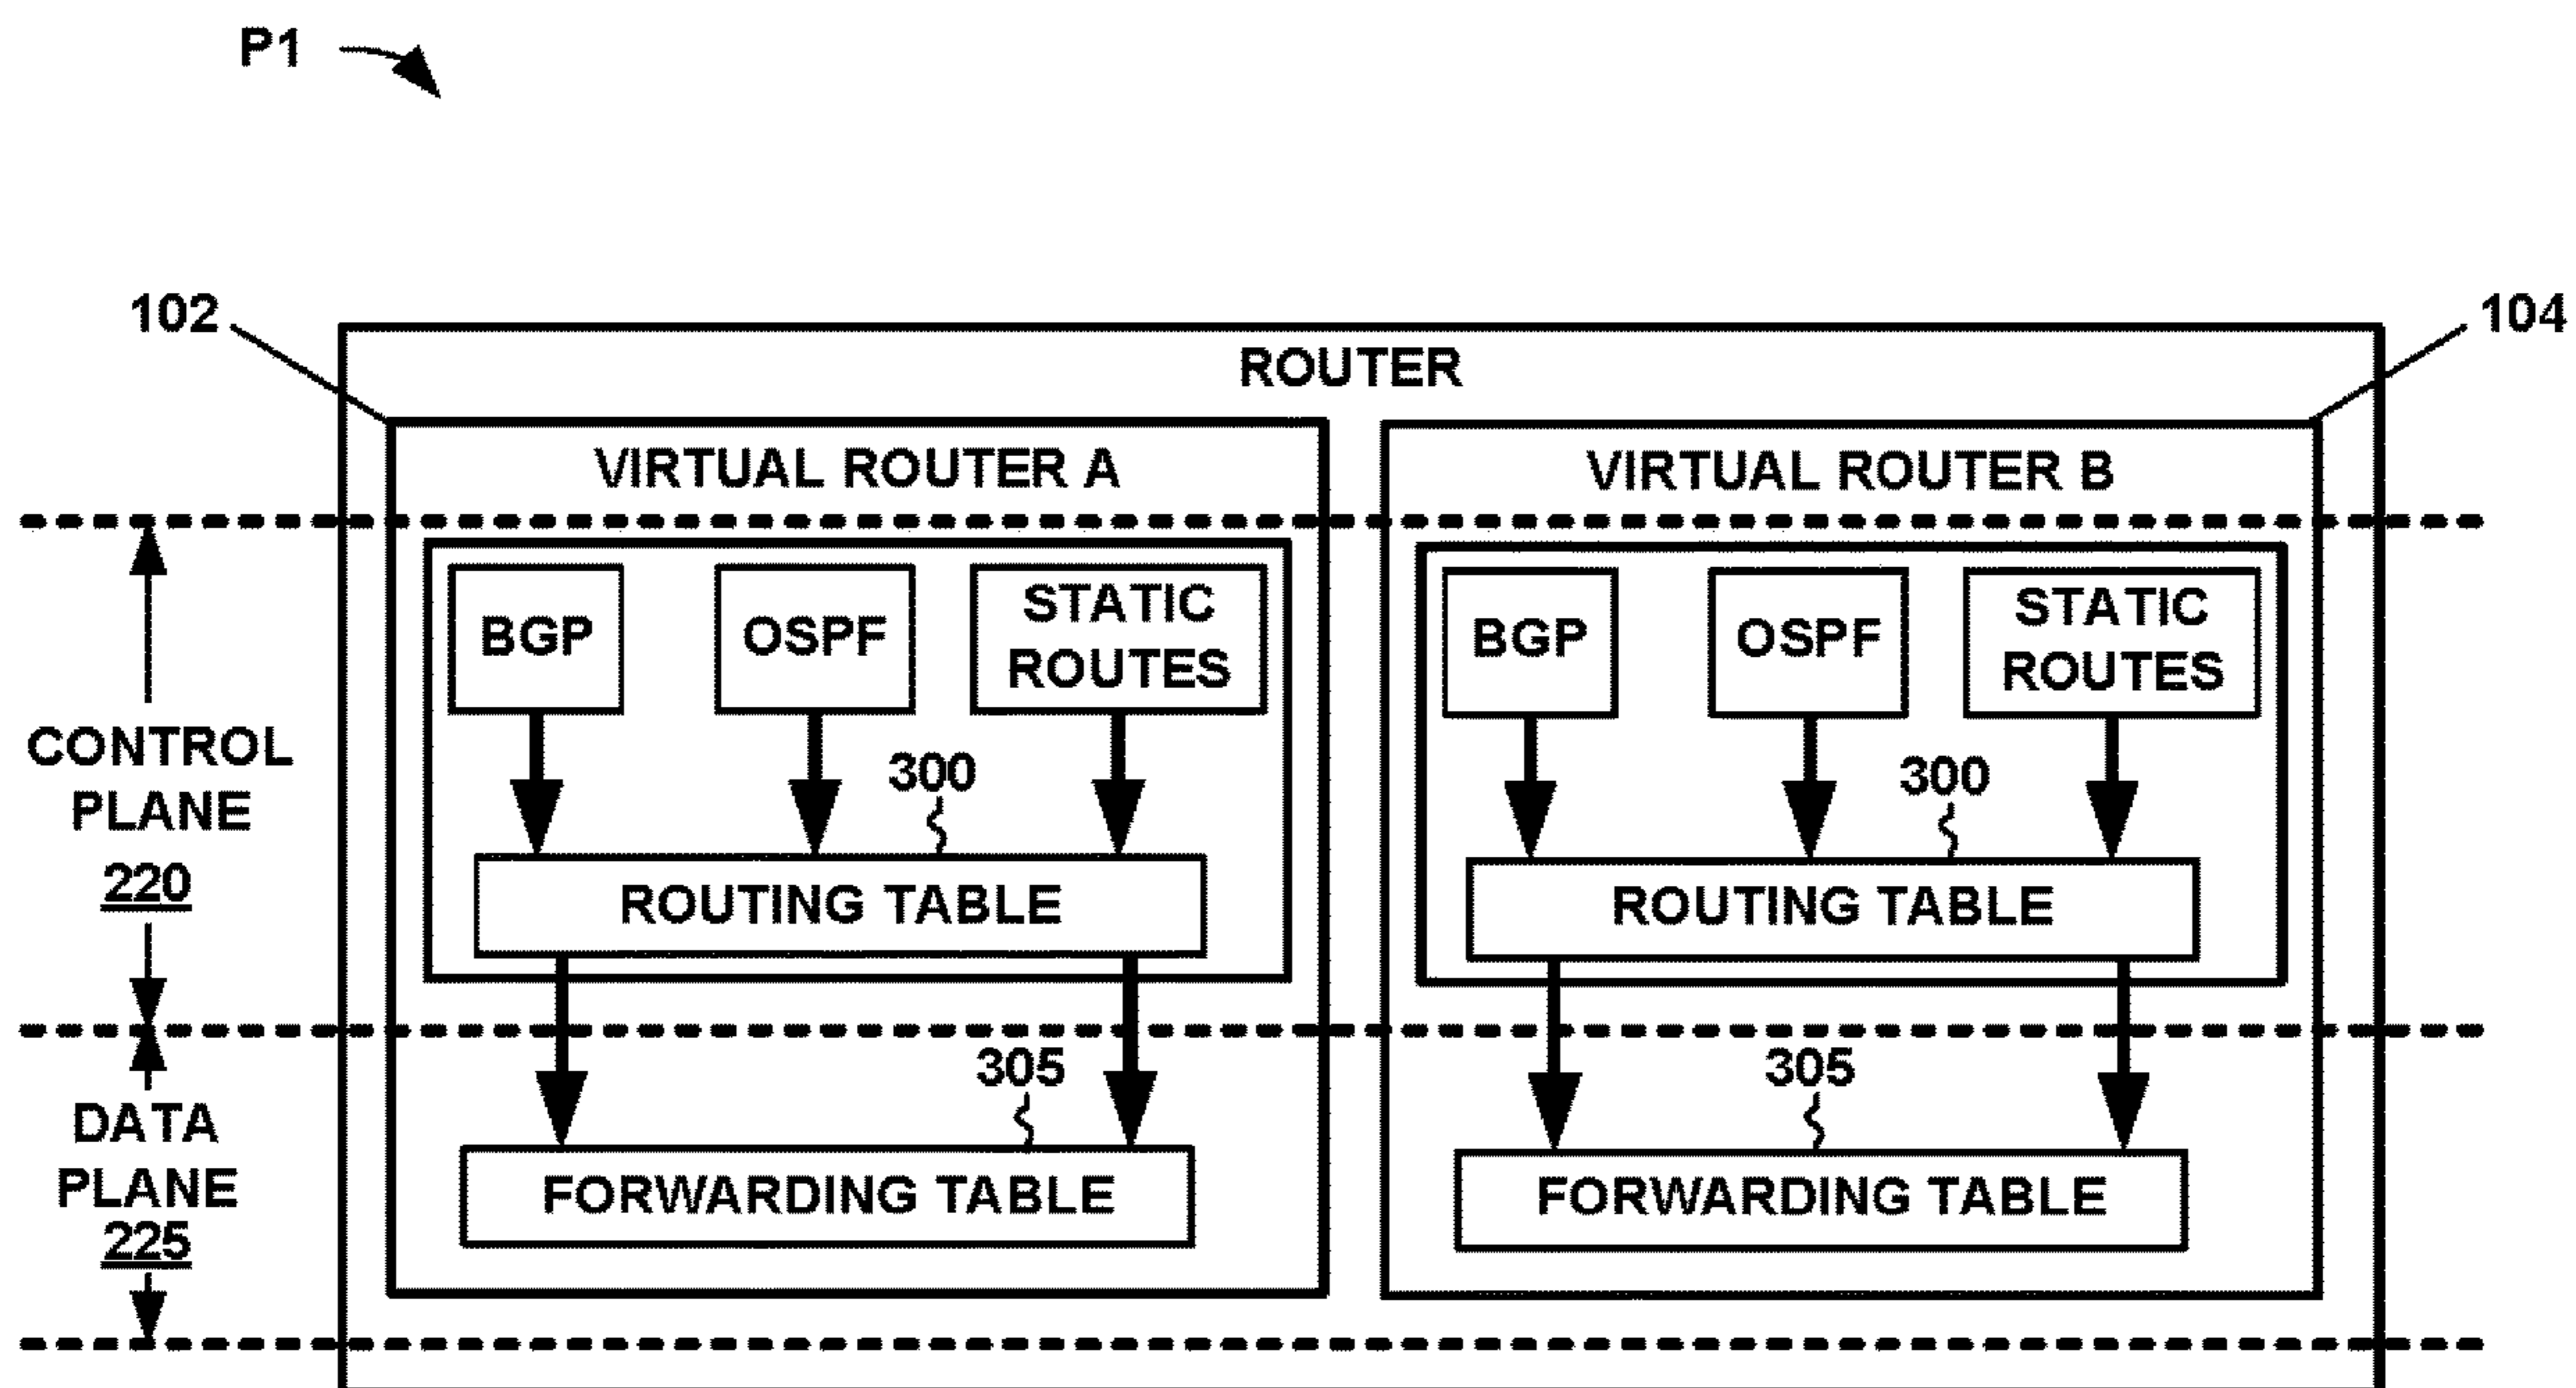 P1
102
104
ROUTER
VIRTUAL ROUTER A
VIRTUAL ROUTER B
CONTROL
PLANE
220
BGP
OSPF
STATIC
ROUTES
300
ROUTING TABLE
BGP
OSPF
STATIC
ROUTES
300
ROUTING TABLE
DATA
PLANE
225
305
FORWARDING TABLE
305
FORWARDING TABLE